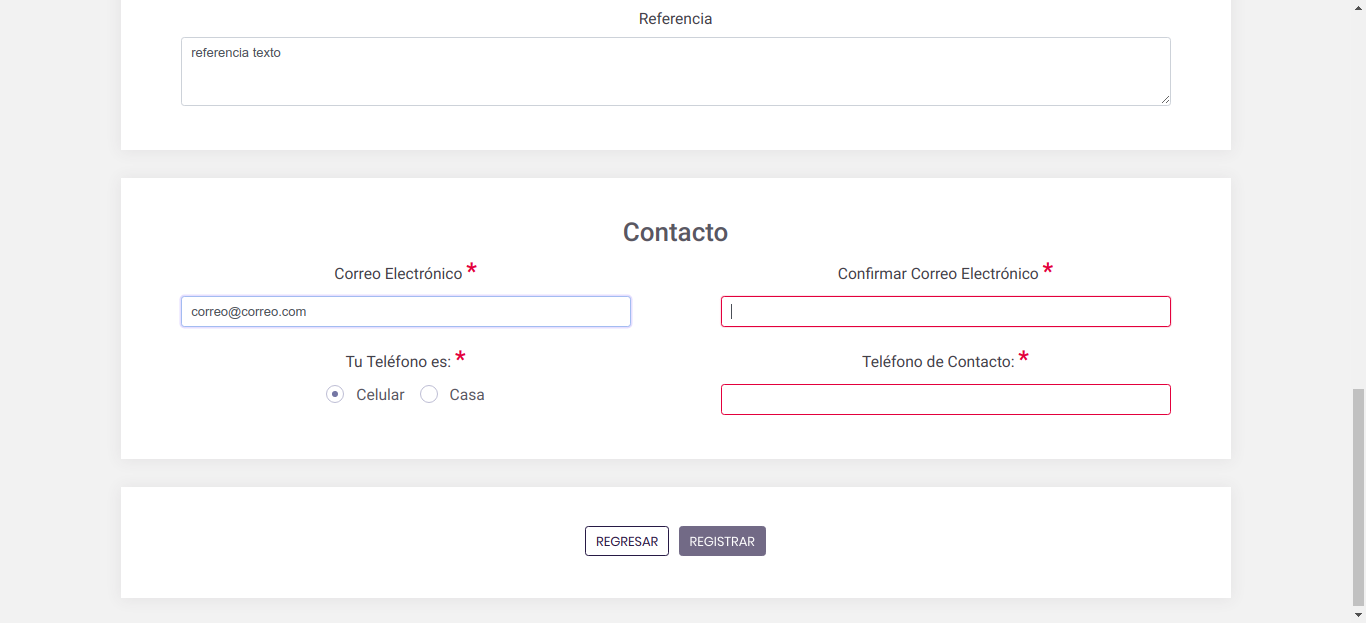 Referencia
referencia texto
Contacto
Correo Electrónico *
Confirmar Correo Electrónico *
correo@correo.com
Tu Teléfono es: *
Teléfono de Contacto: *
Celular
Casa
REGRESAR
REGISTRAR